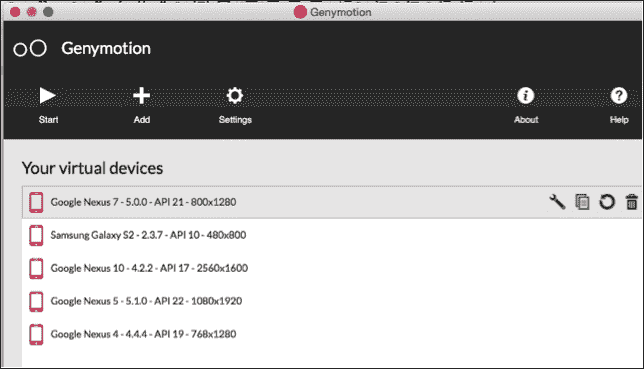 Genymotion
Genymotion
Start Add Settings About Help
Your virtual devices
Google Nexus 7 - 5.0.0 - API 21 - 800x1280
Samsung Galaxy S2 - 2.3.7 - API 10 - 480x800
Google Nexus 10 - 4.2.2 - API 17 - 2560x1600
Google Nexus 5 - 5.1.0 - API 22 - 1080x1920
Google Nexus 4 - 4.4.4 - API 19 - 768x1280